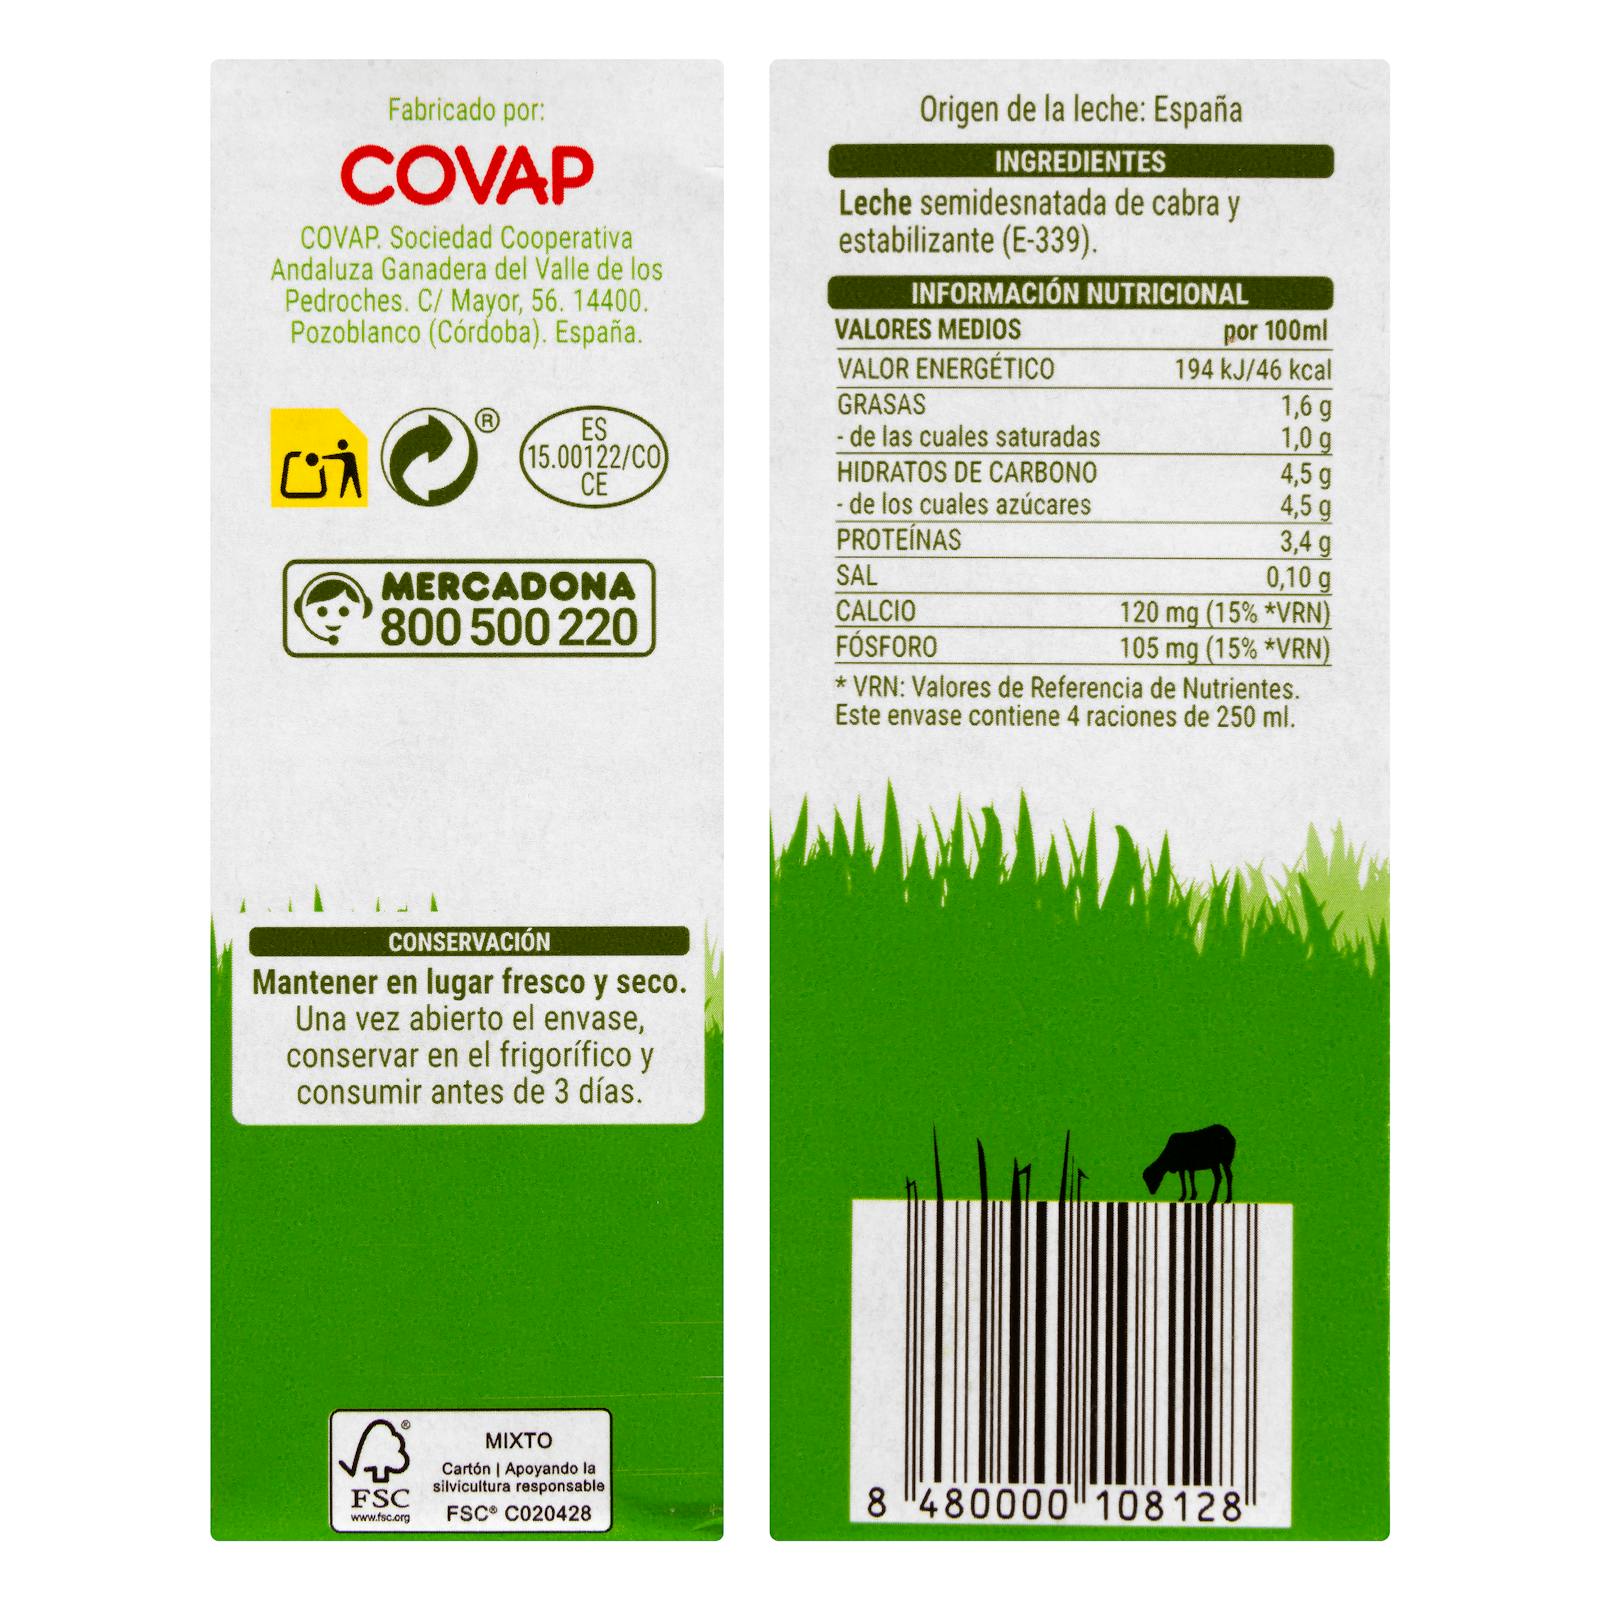 Fabricado por:
COVAP
COVAP. Sociedad Cooperativa
Andaluza Ganadera del Valle de los
Pedroches. C/ Mayor, 56. 14400.
Pozoblanco (Córdoba). España.
®
ES
15.00122/CO
CE
MERCADONA
800 500 220
CONSERVACIÓN
Mantener en lugar fresco y seco.
Una vez abierto el envase,
conservar en el frigorífico y
consumir antes de 3 días.
®
FSC
www.fsc.org
MIXTO
Cartón | Apoyando la
silvicultura responsable
FSC® C020428
Origen de la leche: España
INGREDIENTES
Leche semidesnatada de cabra y
estabilizante (E-339).
INFORMACIÓN NUTRICIONAL
VALORES MEDIOS por 100ml
VALOR ENERGÉTICO 194 kJ/46 kcal
GRASAS 1,6 g
- de las cuales saturadas 1,0 g
HIDRATOS DE CARBONO 4,5 g
- de los cuales azúcares 4,5 g
PROTEÍNAS 3,4 g
SAL 0,10 g
CALCIO 120 mg (15% *VRN)
FÓSFORO 105 mg (15% *VRN)
* VRN: Valores de Referencia de Nutrientes.
Este envase contiene 4 raciones de 250 ml.
8 480000 108128